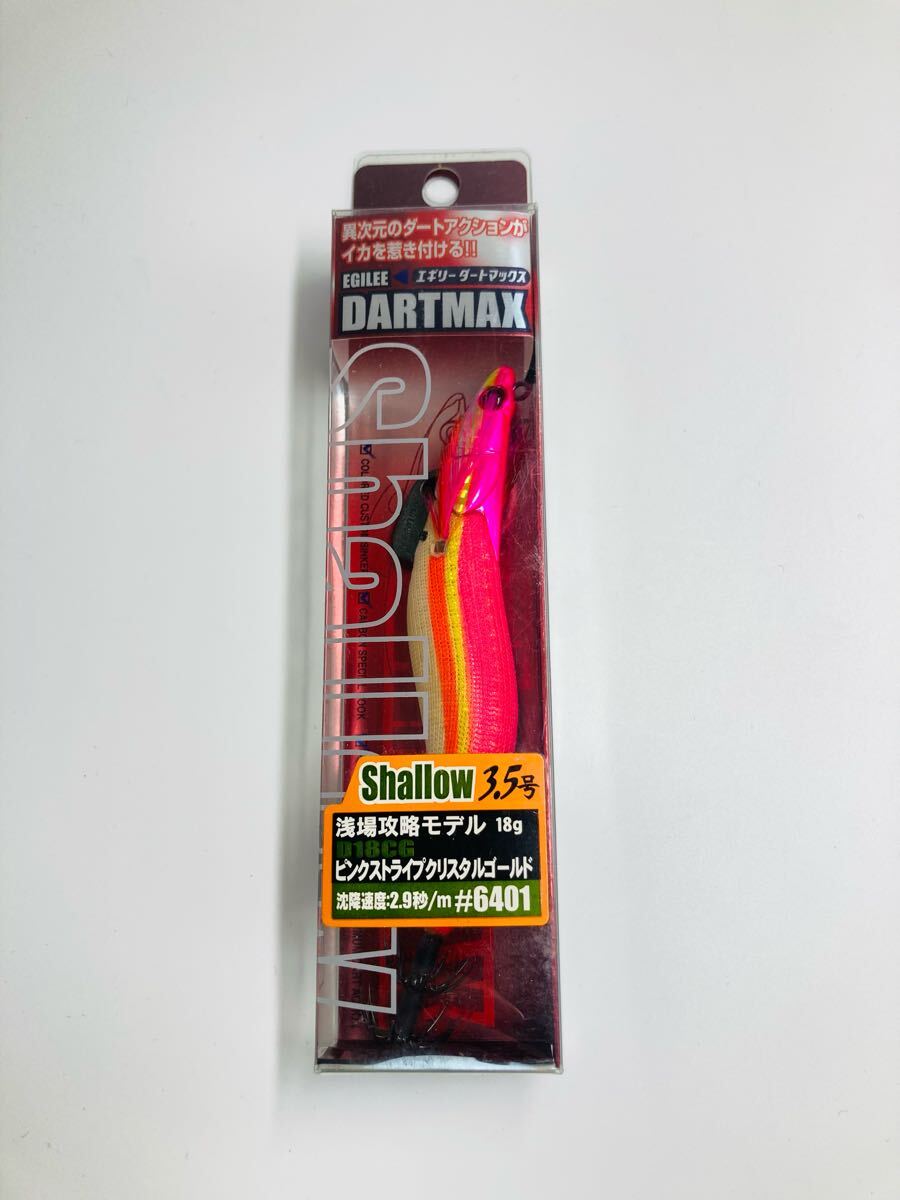 異次元のダートアクションが
イカを惹き付ける!!
EGILEE エギリーダートマックス
DARTMAX
Shallow
Shallow 3.5号
浅場攻略モデル 18g
D18CG
ピンクストライプクリスタルゴールド
沈降速度:2.9秒/m #6401